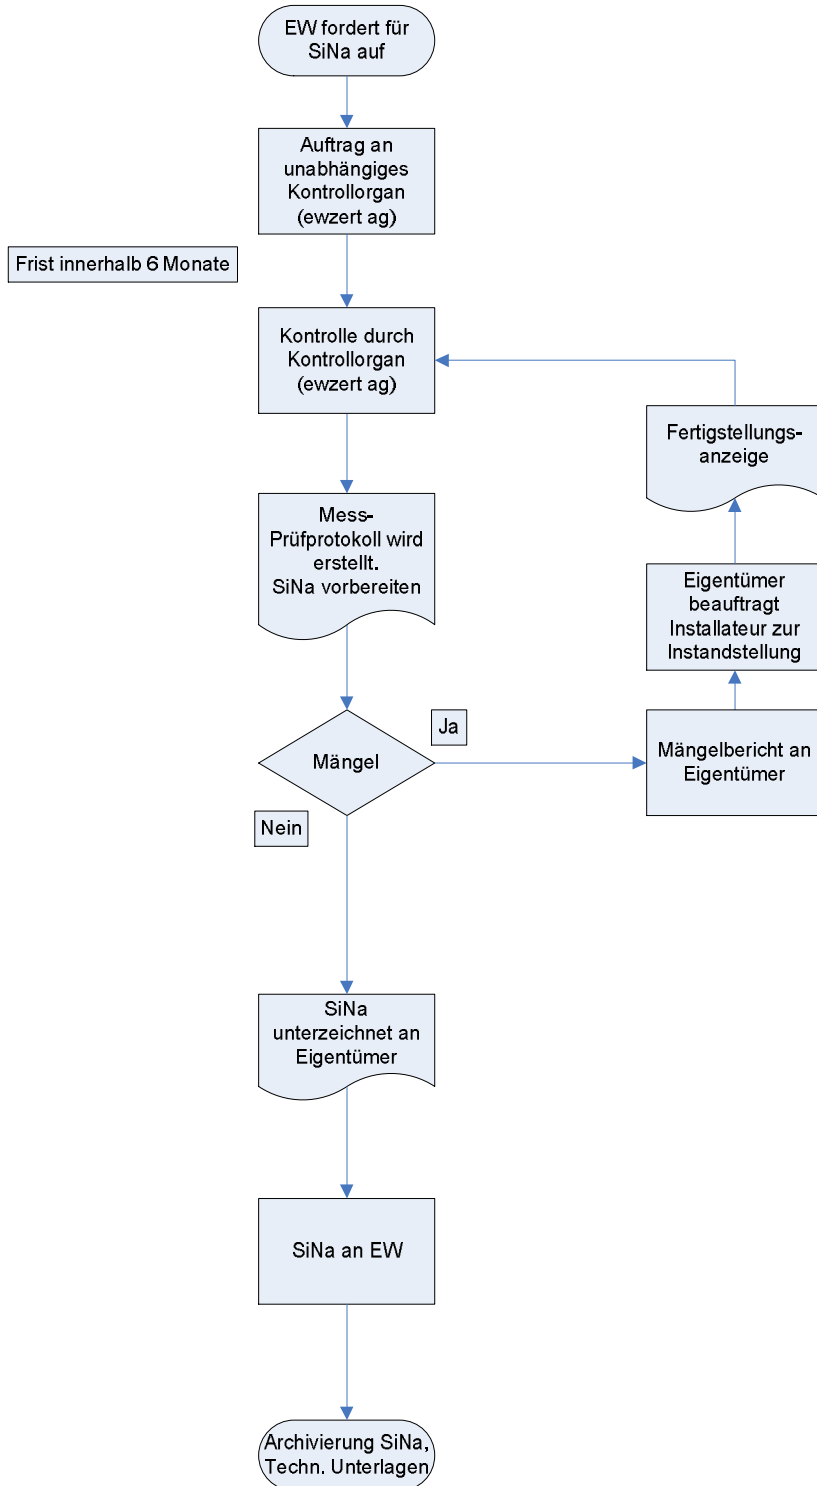 EW fordert für
SiNa auf
Auftrag an
unabhängiges
Kontrollorgan
(ewzert ag)
Frist innerhalb 6 Monate
Kontrolle durch
Kontrollorgan
(ewzert ag)
Fertigstellungs-
anzeige
Mess-
Prüfprotokoll wird
erstellt.
SiNa vorbereiten
Eigentümer
beauftragt
Installateur zur
Instandstellung
Ja
Mängel
Mängelbericht an
Eigentümer
Nein
SiNa
unterzeichnet an
Eigentümer
SiNa an EW
Archivierung SiNa,
Techn. Unterlagen